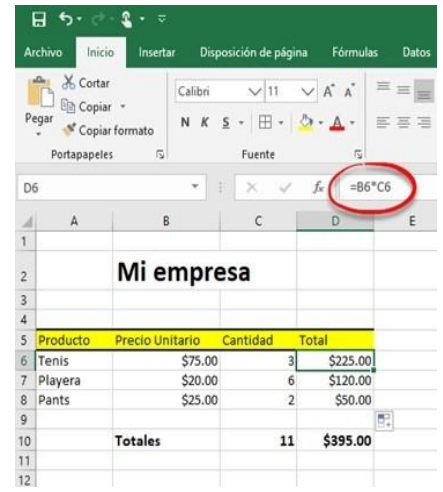 Archivo Inicio Insertar Disposición de página Fórmulas Datos
Cortar
Copiar
Pegar
Copiar formato
Calibri 11 A A
N K S A
Portapapeles Fuente
D6 fx =B6*C6
A B C D E
1
2 Mi empresa
3
4
5 Producto Precio Unitario Cantidad Total
6 Tenis $75.00 3 $225.00
7 Playera $20.00 6 $120.00
8 Pants $25.00 2 $50.00
9
10 Totales 11 $395.00
11
12